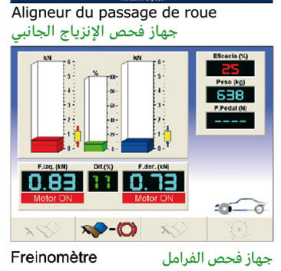 Aligneur du passage de roue
جهاز فحص الإنزياج الجانبي
kN % kN
Eficacia (%)
25
Peso (kg)
638
F.Pedal (N)
----
F.izq. (kN) Dif.(%) F.der. (kN)
0.83 11 0.73
Motor ON Motor ON
Freinomètre جهاز فحص الفرامل